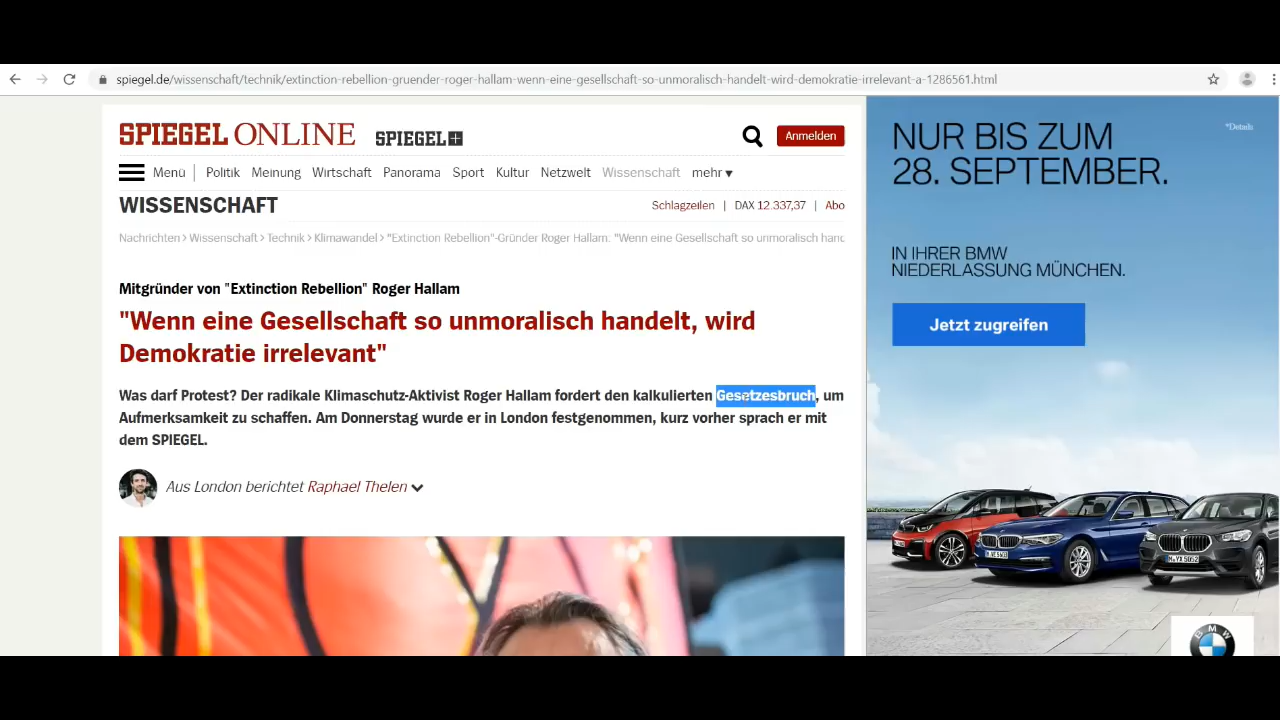 spiegel.de/wissenschaft/technik/extinction-rebellion-gruender-roger-hallam-wenn-eine-gesellschaft-so-unmoralisch-handelt-wird-demokratie-irrelevant-a-1286561.html
SPIEGEL ONLINE SPIEGEL+
Anmelden
Menü | Politik Meinung Wirtschaft Panorama Sport Kultur Netzwelt Wissenschaft mehr▼
WISSENSCHAFT
Schlagzeilen | DAX 12.337,37 | Abo
Nachrichten > Wissenschaft > Technik > Klimawandel > "Extinction Rebellion"-Gründer Roger Hallam: "Wenn eine Gesellschaft so unmoralisch
Mitgründer von "Extinction Rebellion" Roger Hallam
"Wenn eine Gesellschaft so unmoralisch handelt, wird
Demokratie irrelevant"
Was darf Protest? Der radikale Klimaschutz-Aktivist Roger Hallam fordert den kalkulierten Gesetzesbruch, um
Aufmerksamkeit zu schaffen. Am Donnerstag wurde er in London festgenommen, kurz vorher sprach er mit
dem SPIEGEL.
Aus London berichtet Raphael Thelen
NUR BIS ZUM
28. SEPTEMBER.
*Details
IN IHRER BMW
NIEDERLASSUNG MÜNCHEN.
Jetzt zugreifen
BMW